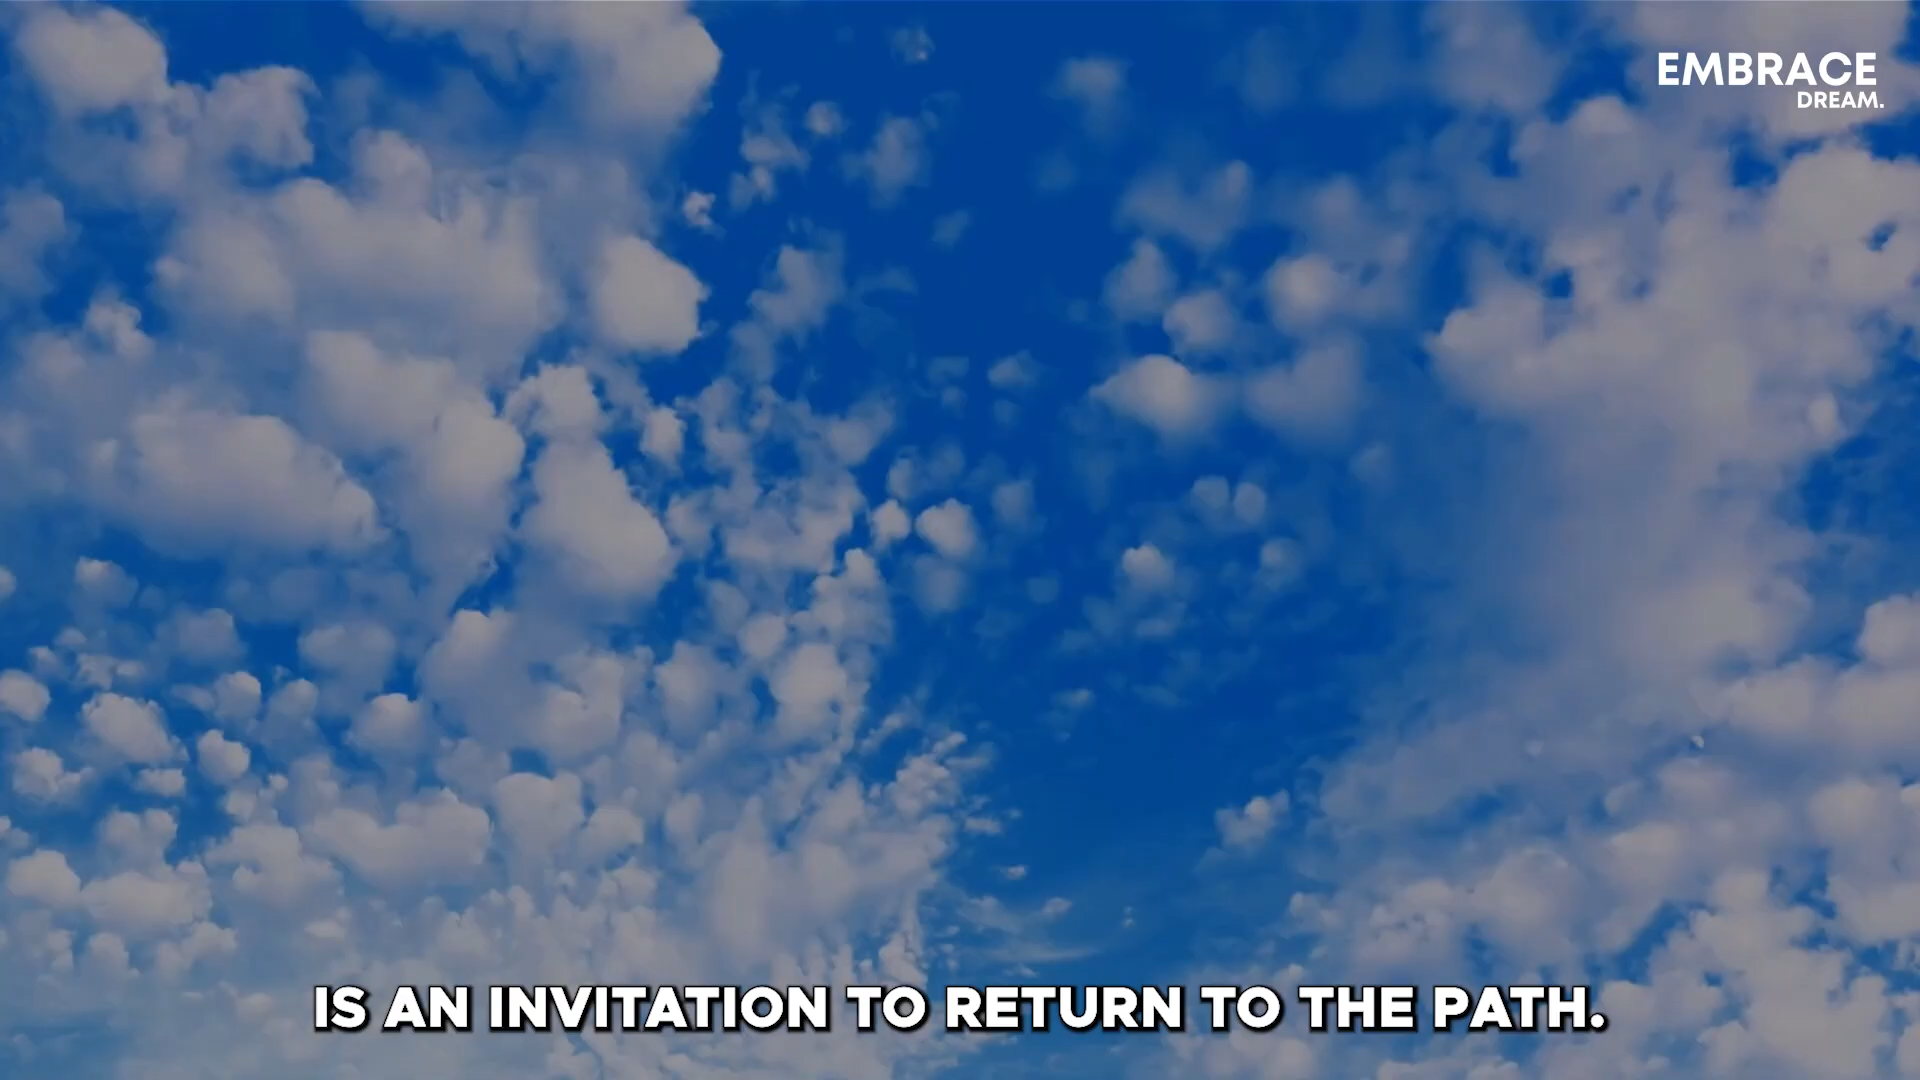 EMBRACE
DREAM.
IS AN INVITATION TO RETURN TO THE PATH.